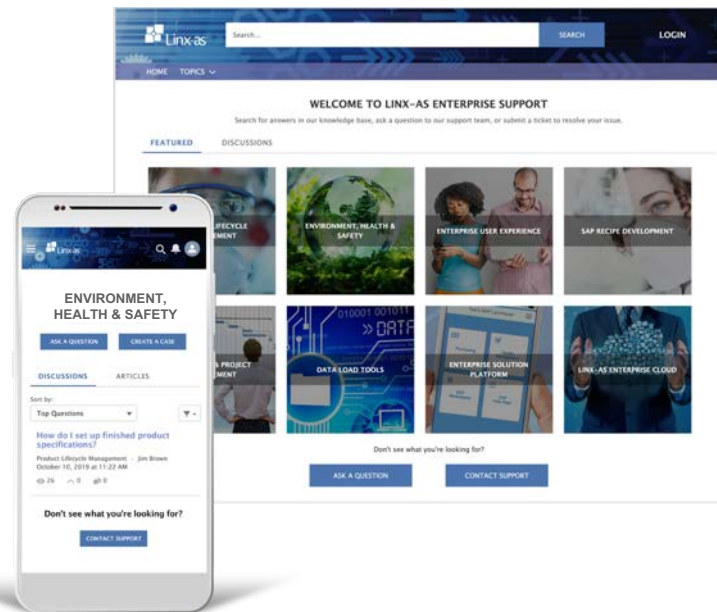 Linx-as
Search...
SEARCH
LOGIN
HOME TOPICS
WELCOME TO LINX-AS ENTERPRISE SUPPORT
Search for answers in our knowledge base, ask a question to our support team, or submit a ticket to resolve your issue.
FEATURED DISCUSSIONS
LIFECYCLE
ENVIRONMENT, HEALTH &
SAFETY
ENTERPRISE USER EXPERIENCE
SAP RECIPE DEVELOPMENT
& PROJECT
DATA LOAD TOOLS
010001 001011
>> DATA
ENTERPRISE SOLUTION
PLATFORM
LINX-AS ENTERPRISE CLOUD
Don't see what you're looking for?
ASK A QUESTION
CONTACT SUPPORT
Linx-as
ENVIRONMENT,
HEALTH & SAFETY
ASK A QUESTION
CREATE A CASE
DISCUSSIONS ARTICLES
Sort by:
Top Questions
How do I set up finished product
specifications?
Product Lifecycle Management - Jim Brown
October 10, 2019 at 11:22 AM
26 0 0
Don't see what you're looking for?
CONTACT SUPPORT